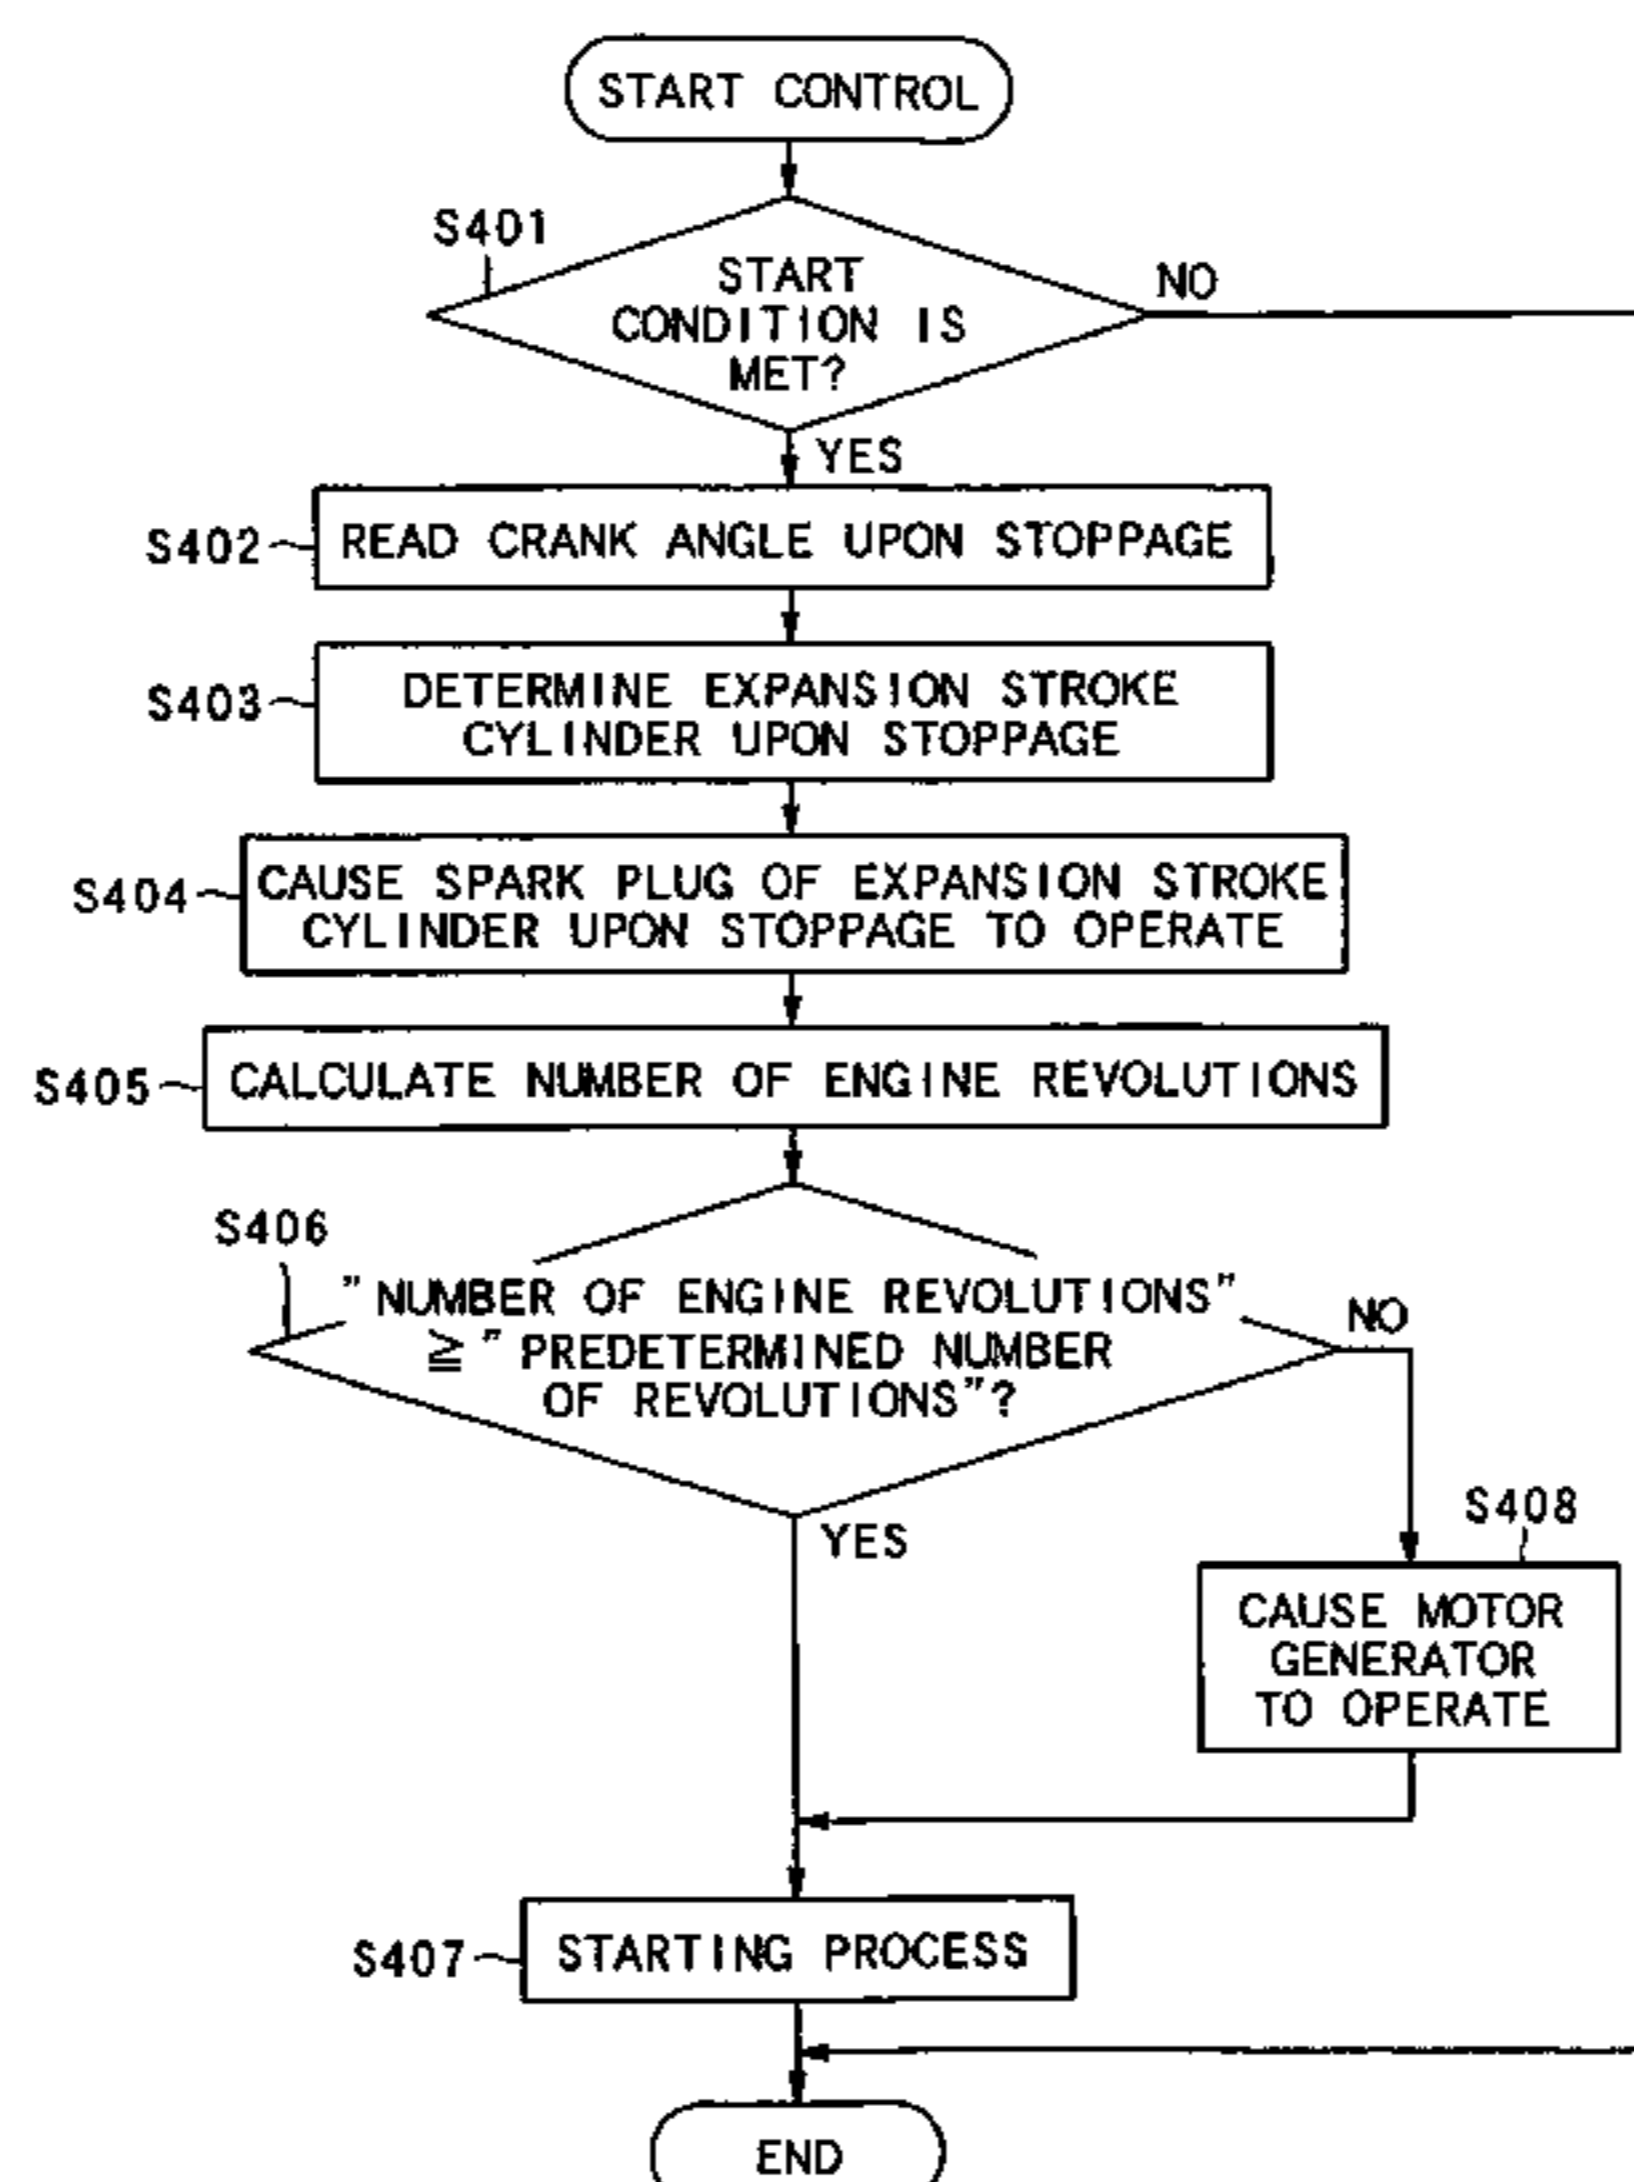 START CONTROL
S401
START
CONDITION IS
MET?
NO
YES
S402
READ CRANK ANGLE UPON STOPPAGE
S403
DETERMINE EXPANSION STROKE
CYLINDER UPON STOPPAGE
S404
CAUSE SPARK PLUG OF EXPANSION STROKE
CYLINDER UPON STOPPAGE TO OPERATE
S405
CALCULATE NUMBER OF ENGINE REVOLUTIONS
S406
"NUMBER OF ENGINE REVOLUTIONS"
≧"PREDETERMINED NUMBER
OF REVOLUTIONS"?
NO
YES
S408
CAUSE MOTOR
GENERATOR
TO OPERATE
S407
STARTING PROCESS
END